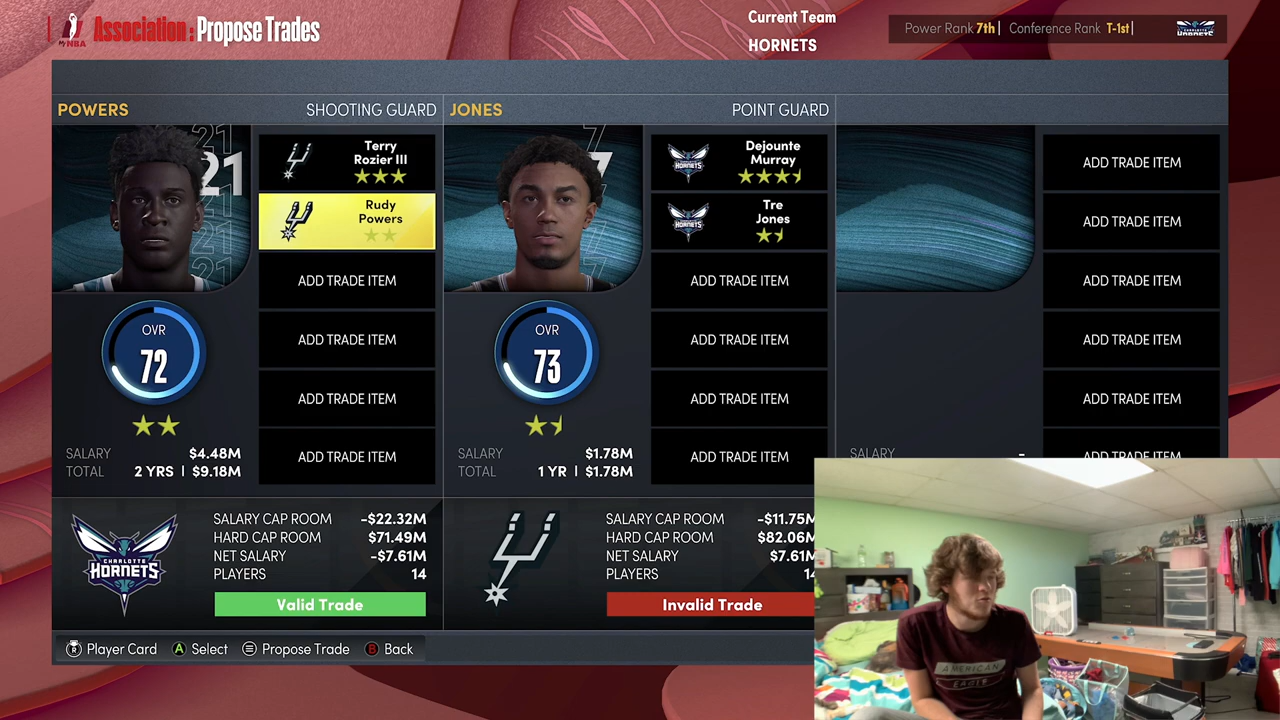 MyNBA
Association : Propose Trades
Current Team
HORNETS
Power Rank 7th | Conference Rank T-1st |
HORNETS
POWERS
SHOOTING GUARD
21
Terry
Rozier III
Rudy
Powers
ADD TRADE ITEM
ADD TRADE ITEM
ADD TRADE ITEM
ADD TRADE ITEM
OVR
72
SALARY $4.48M
TOTAL 2 YRS | $9.18M
JONES
POINT GUARD
7
Dejounte
Murray
Tre
Jones
ADD TRADE ITEM
ADD TRADE ITEM
ADD TRADE ITEM
ADD TRADE ITEM
OVR
73
SALARY $1.78M
TOTAL 1 YR | $1.78M
ADD TRADE ITEM
ADD TRADE ITEM
ADD TRADE ITEM
ADD TRADE ITEM
ADD TRADE ITEM
ADD TRADE ITEM
SALARY -
CHARLOTTE
HORNETS
SALARY CAP ROOM -$22.32M
HARD CAP ROOM $71.49M
NET SALARY -$7.61M
PLAYERS 14
Valid Trade
SALARY CAP ROOM -$11.75M
HARD CAP ROOM $82.06M
NET SALARY $7.61M
PLAYERS 14
Invalid Trade
Player Card A Select Propose Trade B Back
AMERICAN
EAGLE